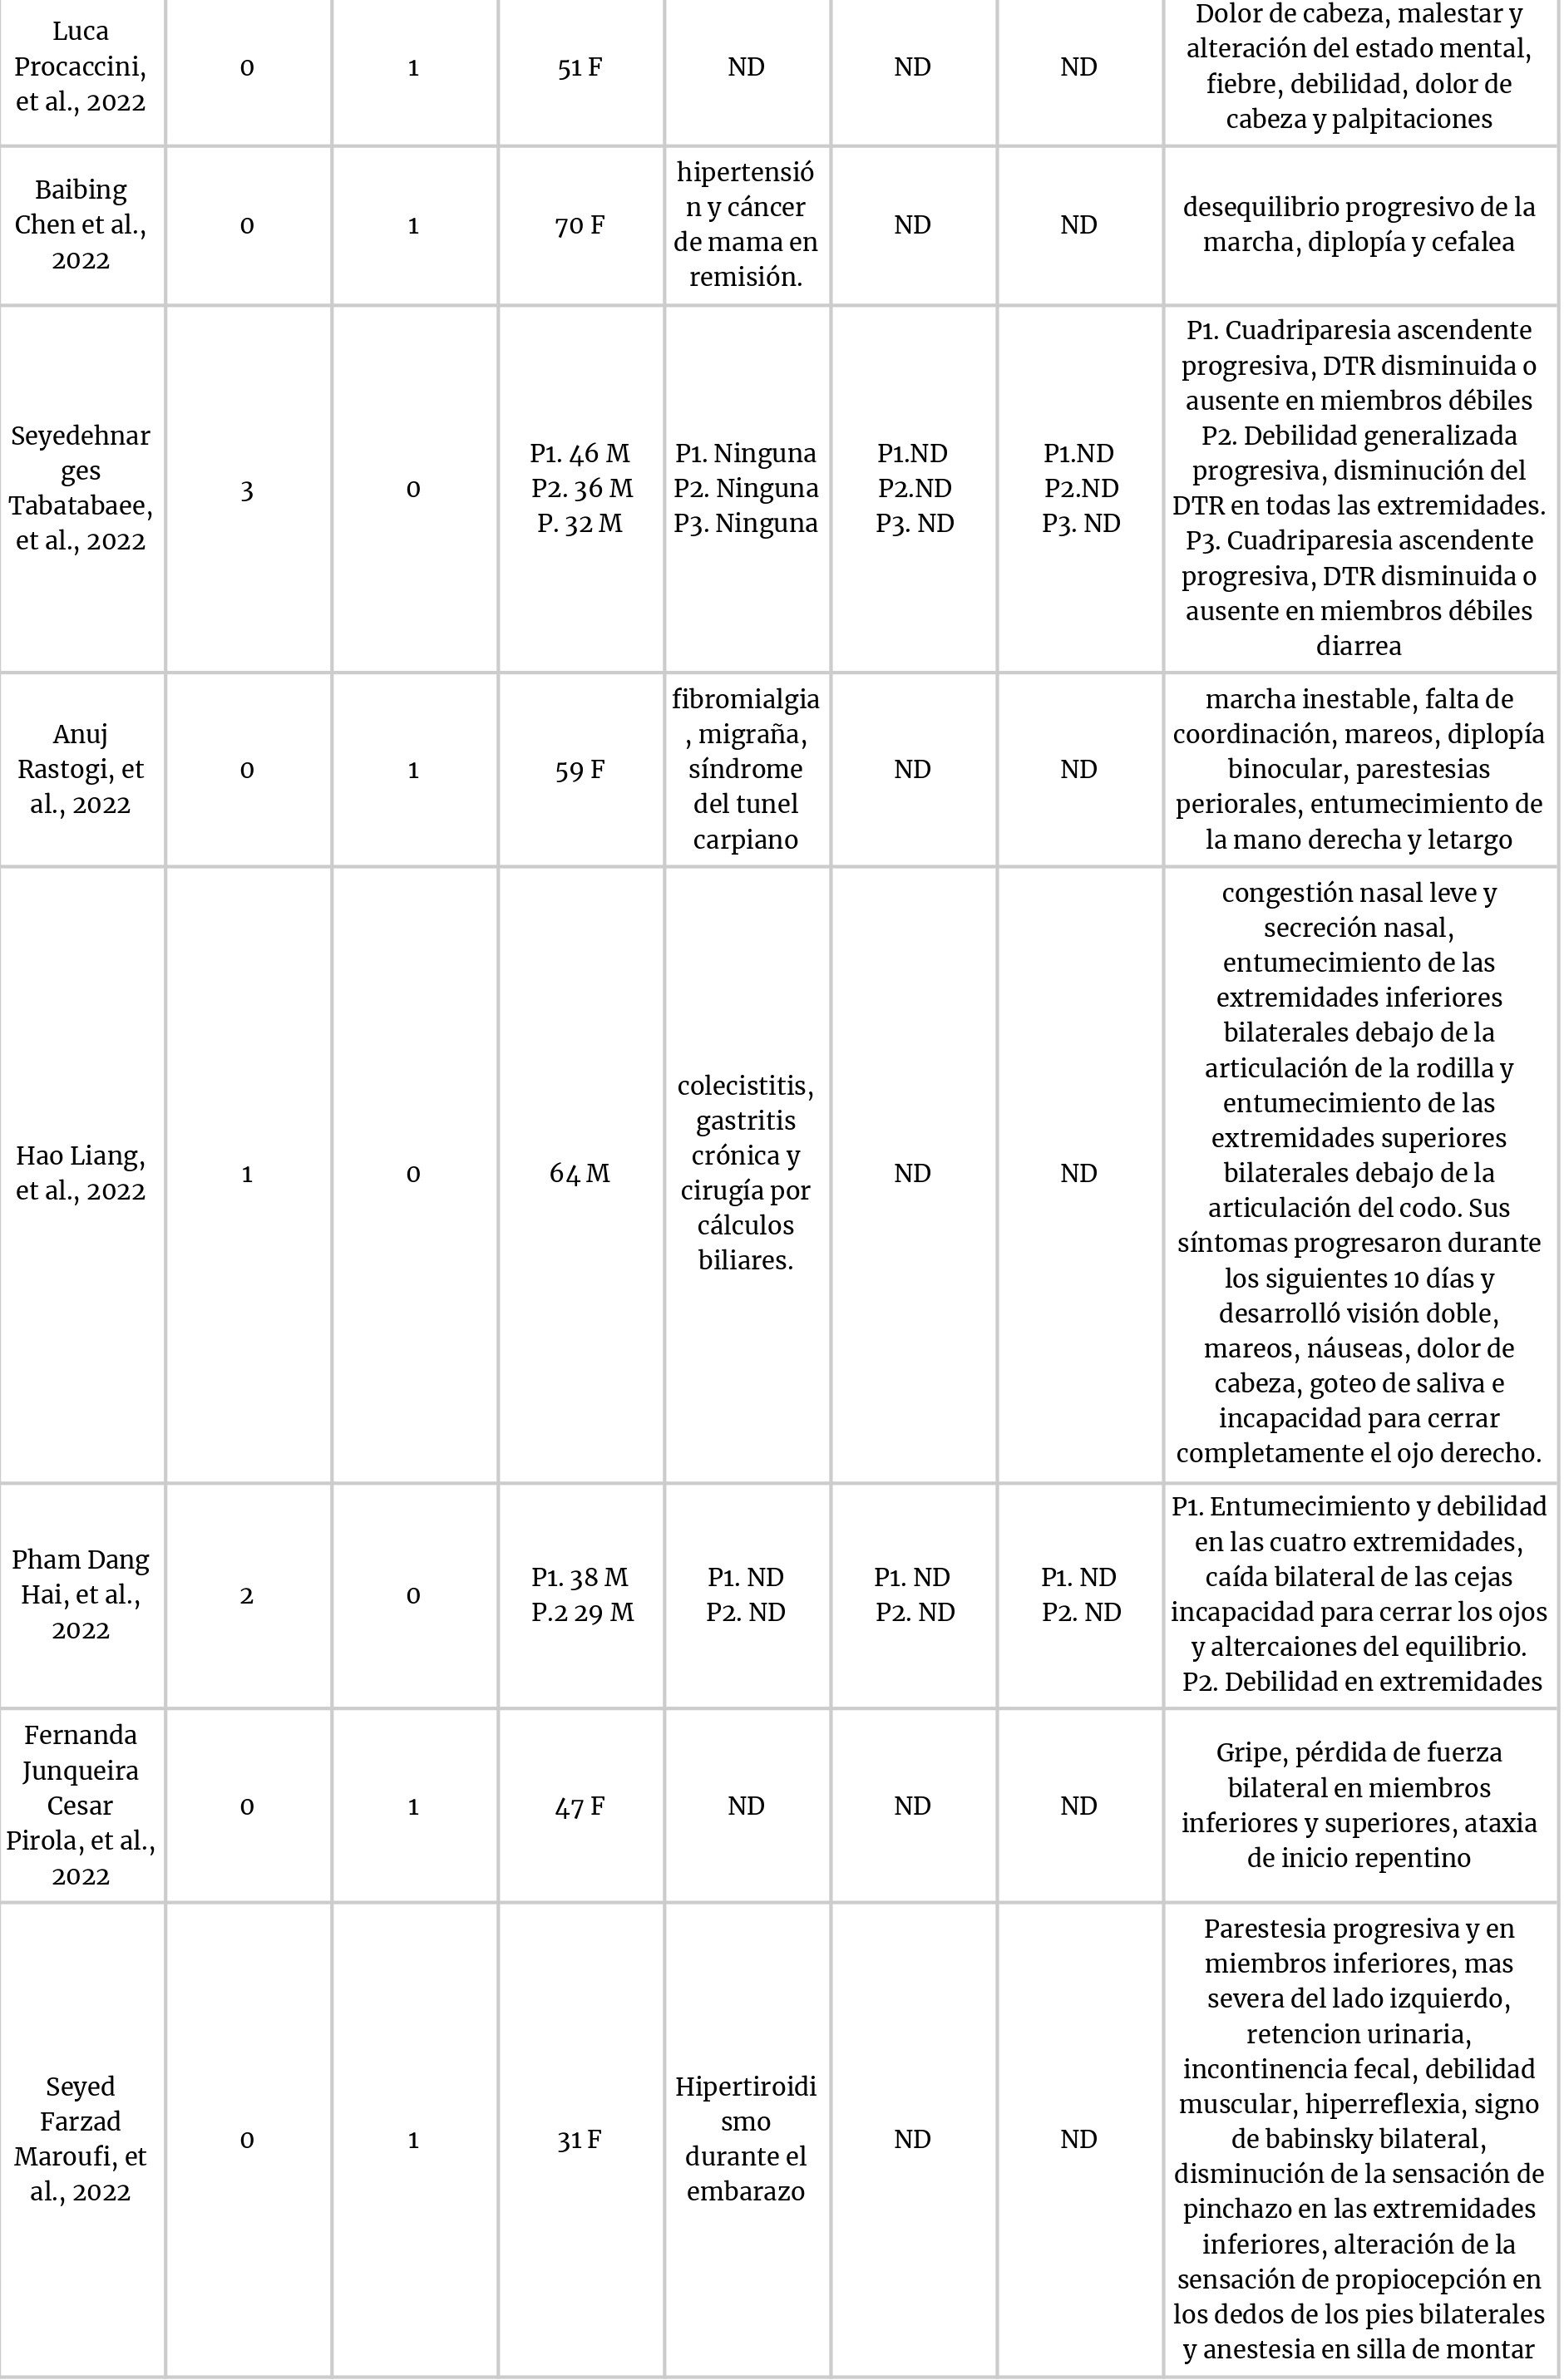 Luca
Procaccini,
et al., 2022
0
1
51 F
ND
ND
ND
Dolor de cabeza, malestar y
alteración del estado mental,
fiebre, debilidad, dolor de
cabeza y palpitaciones
Baibing
Chen et al.,
2022
0
1
70 F
hipertensió
n y cáncer
de mama en
remisión.
ND
ND
desequilibrio progresivo de la
marcha, diplopía y cefalea
Seyedehnar
ges
Tabatabaee,
et al., 2022
3
0
P1. 46 M
P2. 36 M
P. 32 M
P1. Ninguna
P2. Ninguna
P3. Ninguna
P1.ND
P2.ND
P3. ND
P1.ND
P2.ND
P3. ND
P1. Cuadriparesia ascendente
progresiva, DTR disminuida o
ausente en miembros débiles
P2. Debilidad generalizada
progresiva, disminución del
DTR en todas las extremidades.
P3. Cuadriparesia ascendente
progresiva, DTR disminuida o
ausente en miembros débiles
diarrea
Anuj
Rastogi, et
al., 2022
0
1
59 F
fibromialgia
, migraña,
síndrome
del tunel
carpiano
ND
ND
marcha inestable, falta de
coordinación, mareos, diplopía
binocular, parestesias
periorales, entumecimiento de
la mano derecha y letargo
Hao Liang,
et al., 2022
1
0
64 M
colecistitis,
gastritis
crónica y
cirugía por
cálculos
biliares.
ND
ND
congestión nasal leve y
secreción nasal,
entumecimiento de las
extremidades inferiores
bilaterales debajo de la
articulación de la rodilla y
entumecimiento de las
extremidades superiores
bilaterales debajo de la
articulación del codo. Sus
síntomas progresaron durante
los siguientes 10 días y
desarrolló visión doble,
mareos, náuseas, dolor de
cabeza, goteo de saliva e
incapacidad para cerrar
completamente el ojo derecho.
Pham Dang
Hai, et al.,
2022
2
0
P1. 38 M
P.2 29 M
P1. ND
P2. ND
P1. ND
P2. ND
P1. ND
P2. ND
P1. Entumecimiento y debilidad
en las cuatro extremidades,
caída bilateral de las cejas
incapacidad para cerrar los ojos
y altercaiones del equilibrio.
P2. Debilidad en extremidades
Fernanda
Junqueira
Cesar
Pirola, et al.,
2022
0
1
47 F
ND
ND
ND
Gripe, pérdida de fuerza
bilateral en miembros
inferiores y superiores, ataxia
de inicio repentino
Seyed
Farzad
Maroufi, et
al., 2022
0
1
31 F
Hipertiroidi
smo
durante el
embarazo
ND
ND
Parestesia progresiva y en
miembros inferiores, mas
severa del lado izquierdo,
retencion urinaria,
incontinencia fecal, debilidad
muscular, hiperreflexia, signo
de babinsky bilateral,
disminución de la sensación de
pinchazo en las extremidades
inferiores, alteración de la
sensación de propiocepción en
los dedos de los pies bilaterales
y anestesia en silla de montar